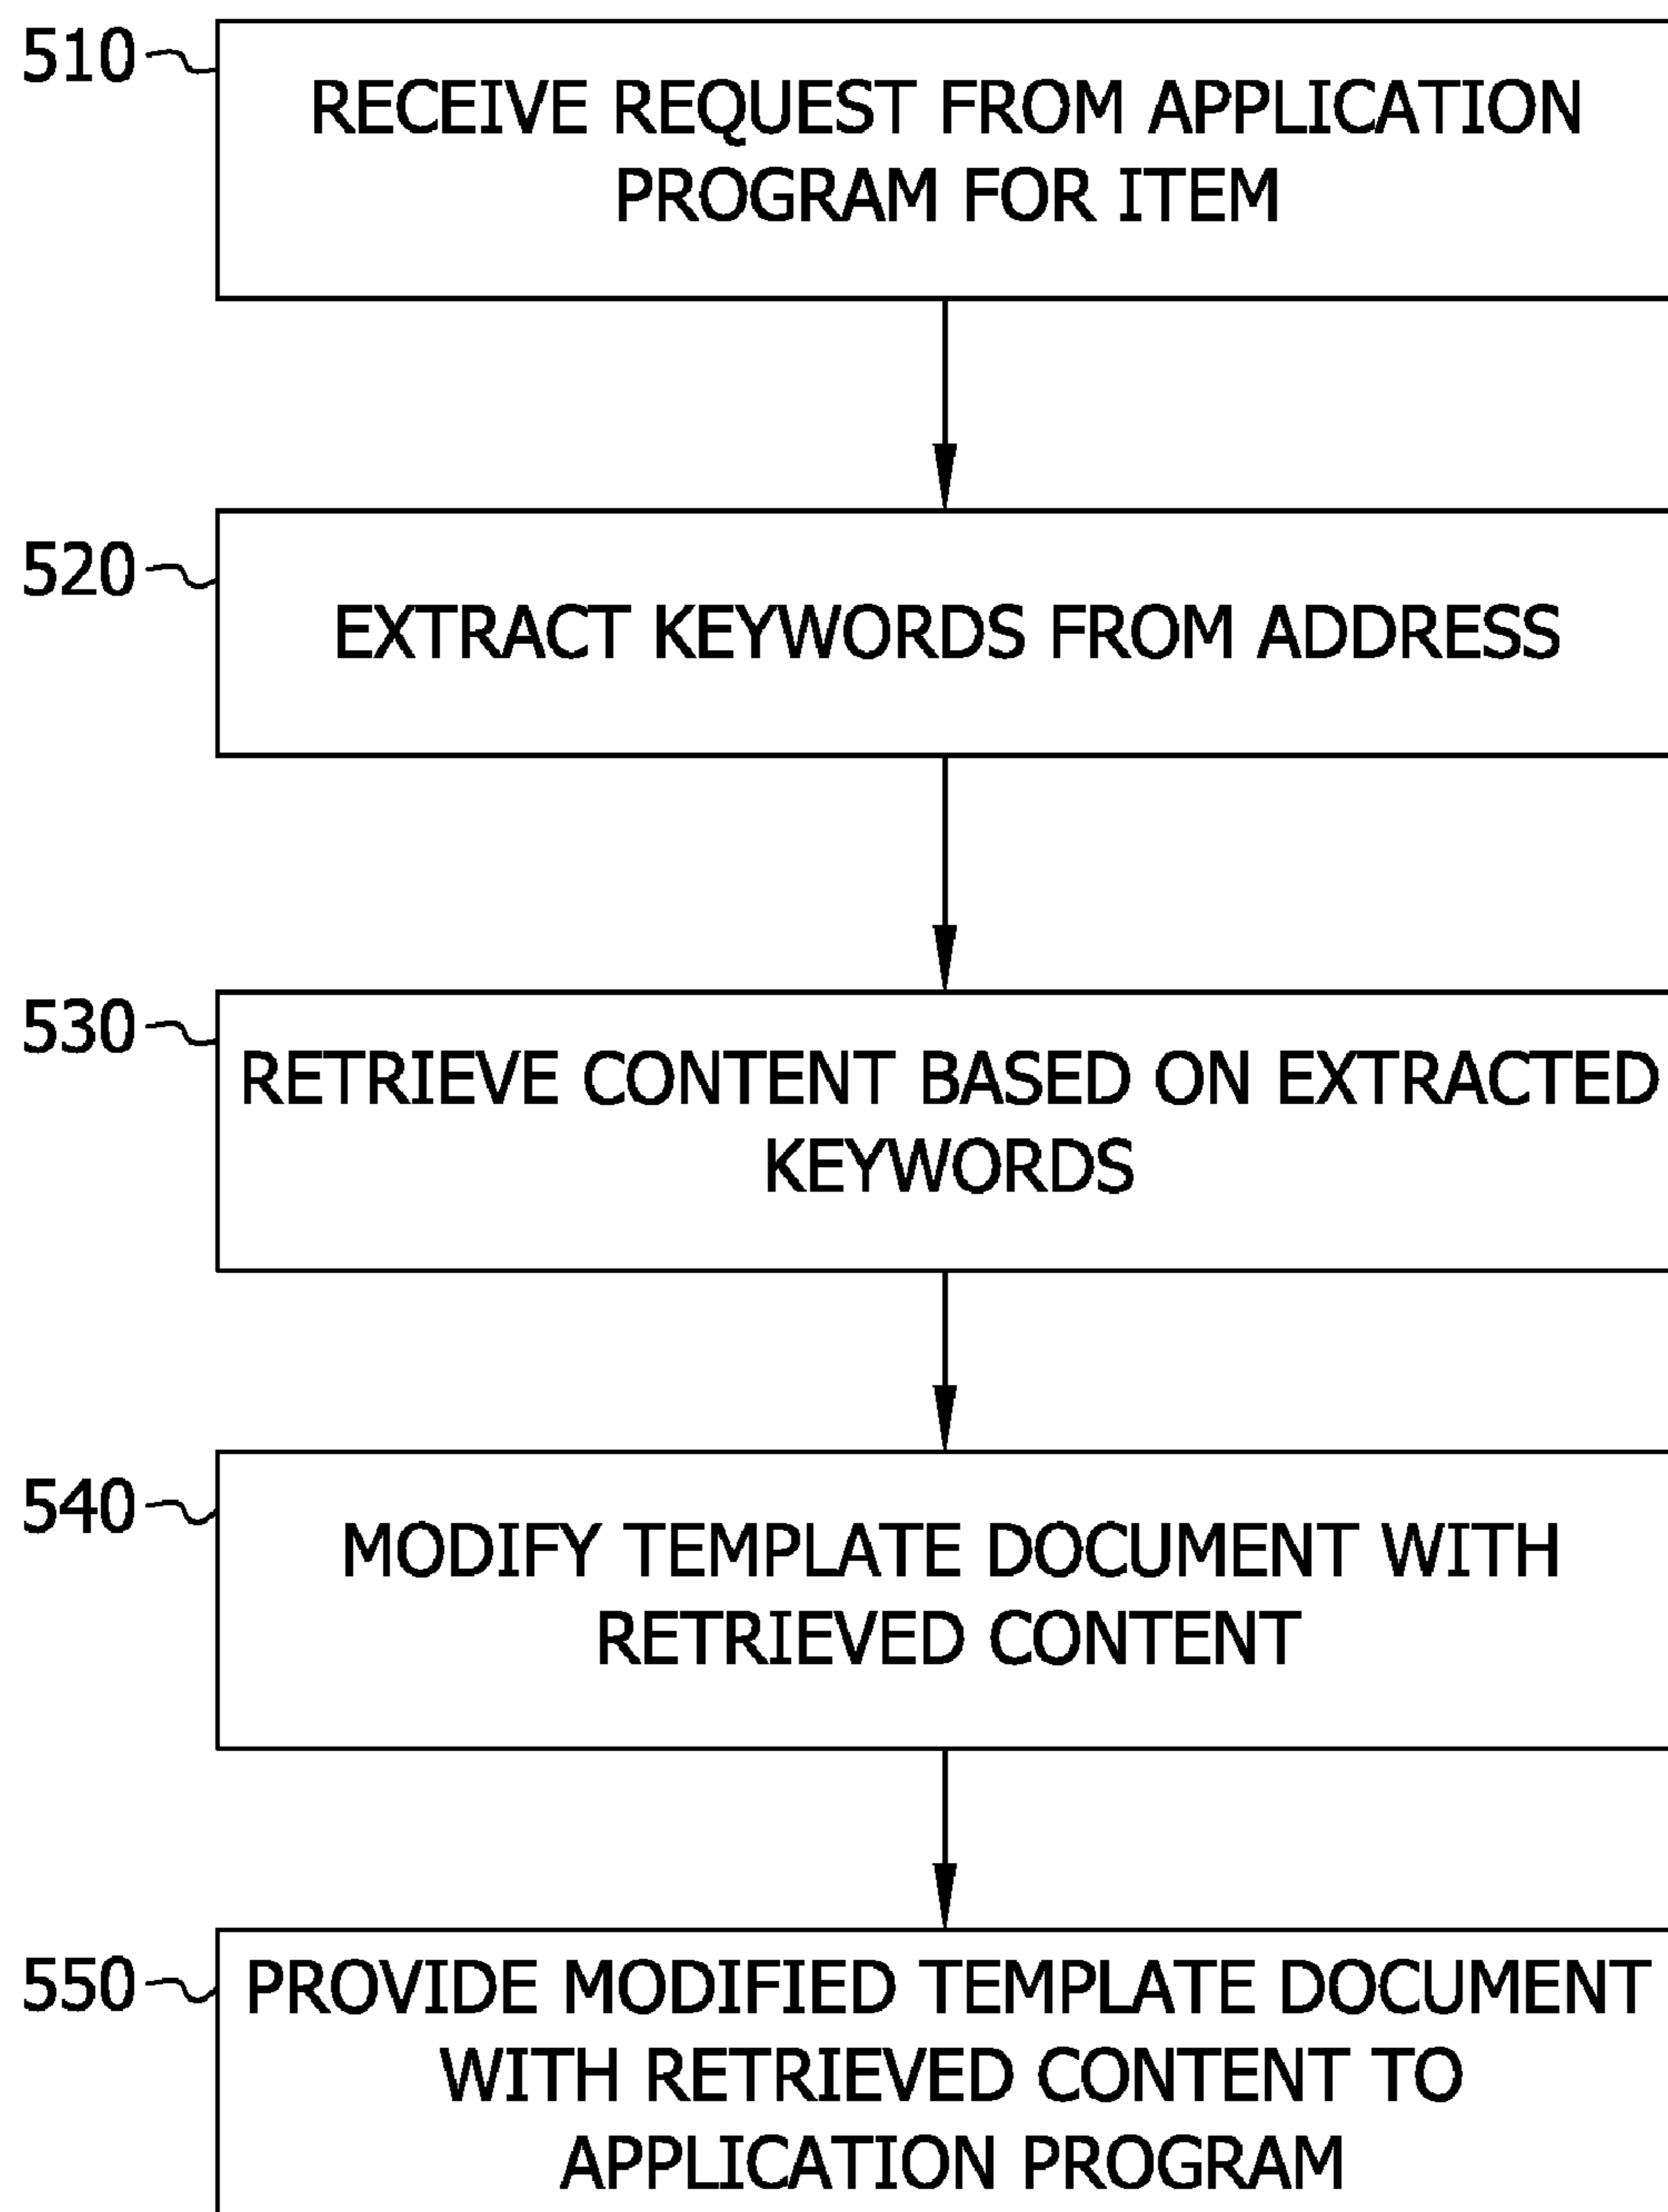 510
RECEIVE REQUEST FROM APPLICATION
PROGRAM FOR ITEM
520
EXTRACT KEYWORDS FROM ADDRESS
530
RETRIEVE CONTENT BASED ON EXTRACTED
KEYWORDS
540
MODIFY TEMPLATE DOCUMENT WITH
RETRIEVED CONTENT
550
PROVIDE MODIFIED TEMPLATE DOCUMENT
WITH RETRIEVED CONTENT TO
APPLICATION PROGRAM